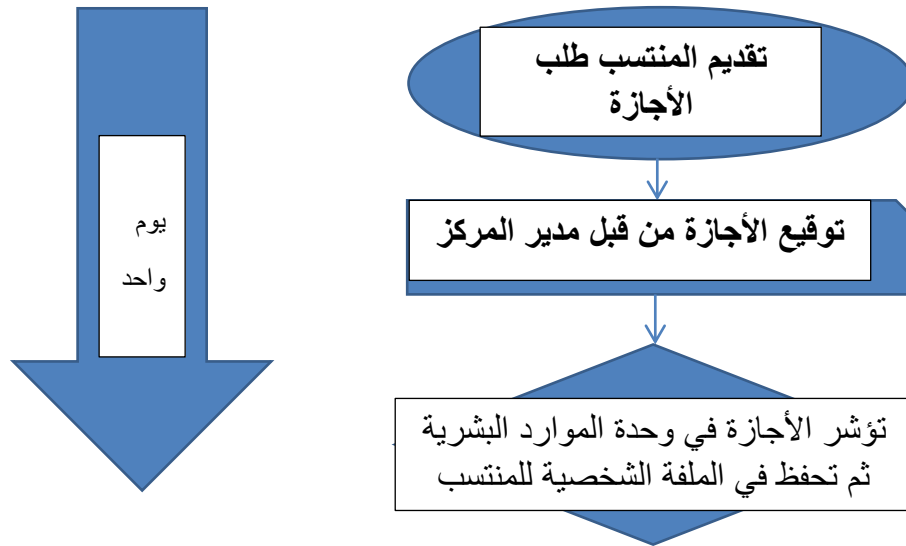 تقديم المنتسب طلب
الأجازة
توقيع الأجازة من قبل مدير المركز
يوم
واحد
تؤشر الأجازة في وحدة الموارد البشرية
ثم تحفظ في الملفة الشخصية للمنتسب